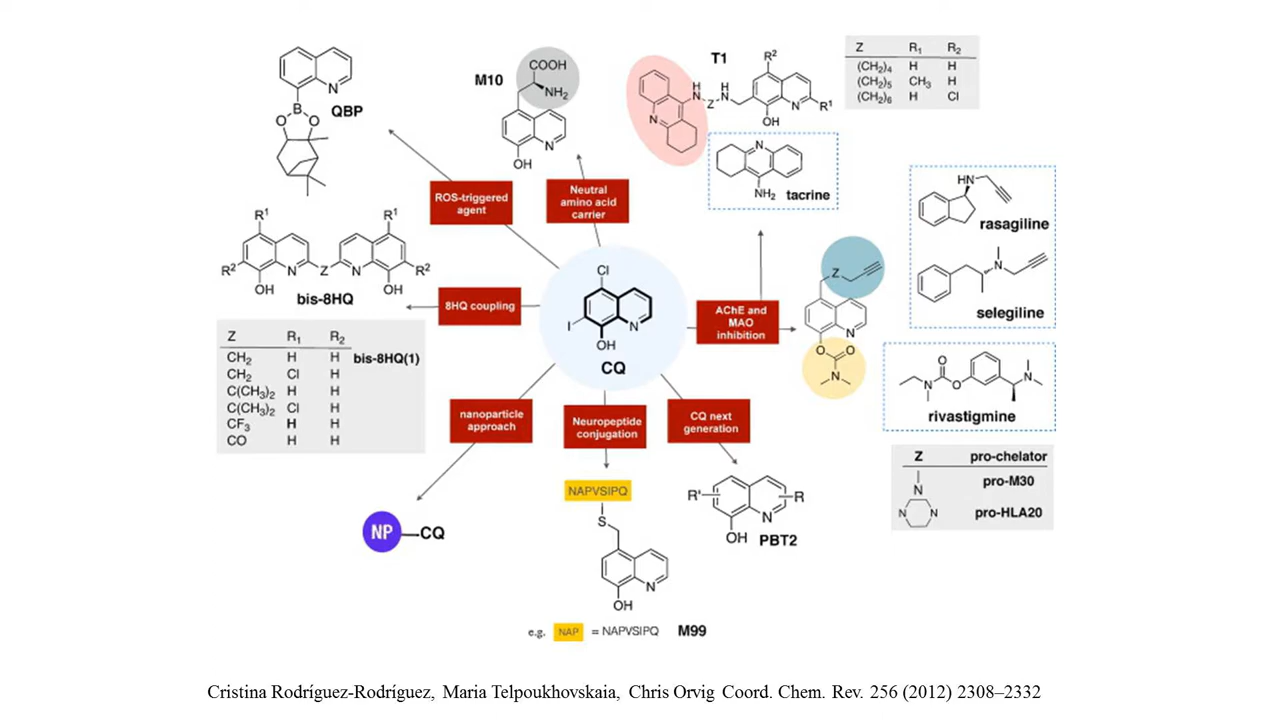 QBP
N
B
O O
M10
COOH
NH₂
N
OH
T1
R²
H H
N N
Z
N
N
R¹
OH
Z R₁ R₂
(CH₂)₄ H H
(CH₂)₅ CH₃ H
(CH₂)₆ H Cl
N
NH₂ tacrine
HN
rasagiline
N
selegiline
O
N O
N
rivastigmine
ROS-triggered
agent
Neutral
amino acid
carrier
R¹ R¹
R² N Z N R²
OH OH
bis-8HQ
8HQ coupling
Cl
I N
OH
CQ
AChE and
MAO
inhibition
Z
N
O O
N
Z R₁ R₂
CH₂ H H bis-8HQ(1)
CH₂ Cl H
C(CH₃)₂ H H
C(CH₃)₂ Cl H
CF₃ H H
CO H H
nanoparticle
approach
Neuropeptide
conjugation
CQ next
generation
Z pro-chelator
N pro-M30
N N pro-HLA20
NP CQ
NAPVSIPQ
S
N
OH
R' R
N
OH PBT2
e.g. NAP = NAPVSIPQ M99
Cristina Rodríguez-Rodríguez, Maria Telpoukhovskaia, Chris Orvig Coord. Chem. Rev. 256 (2012) 2308–2332